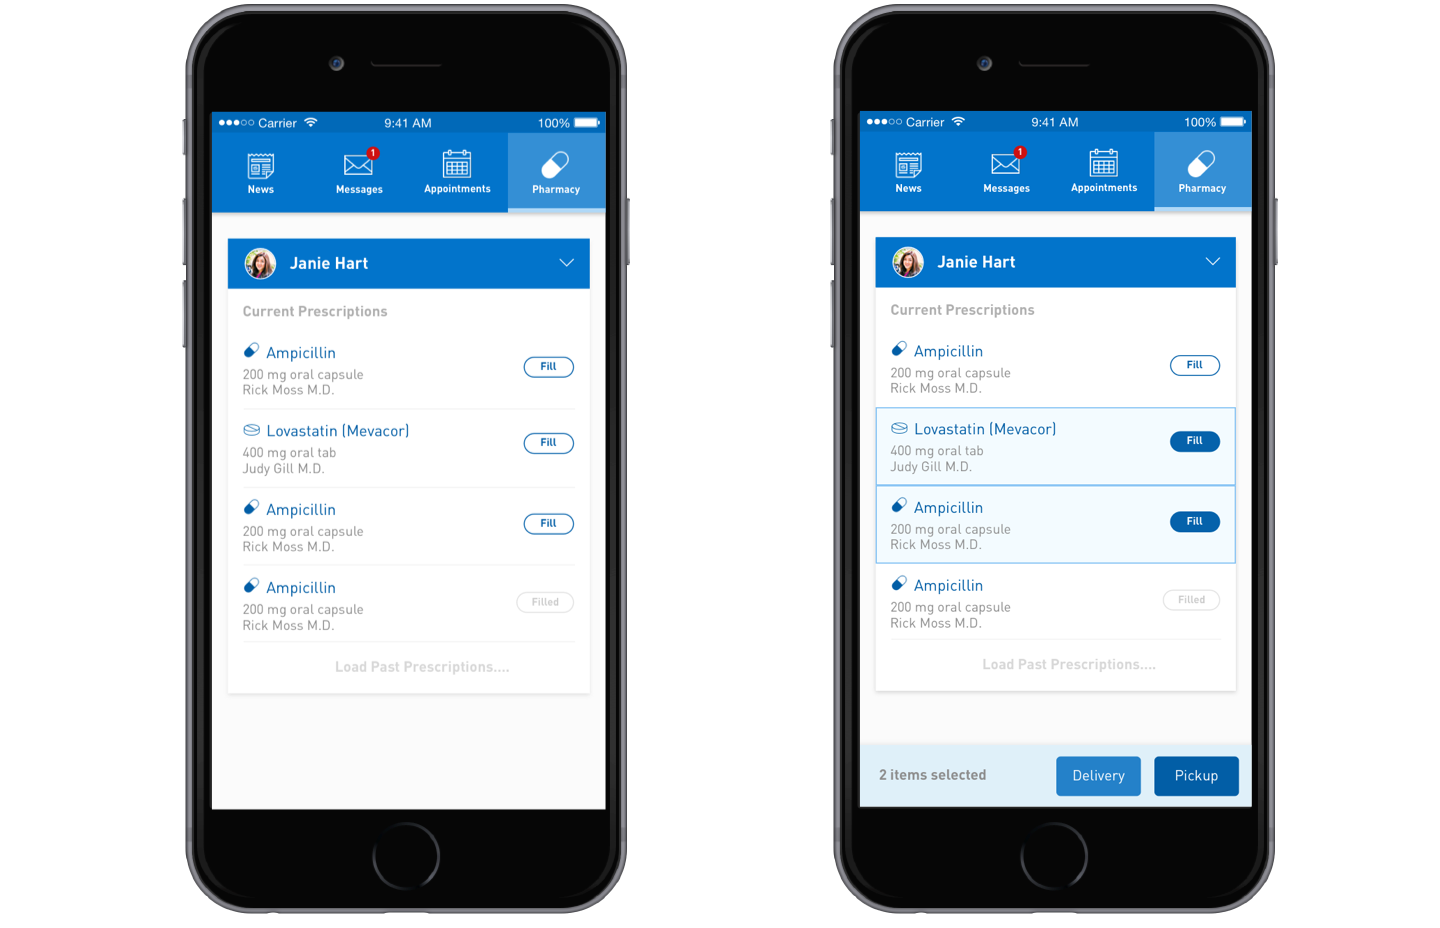 Carrier 9:41 AM 100%
1
News Messages Appointments Pharmacy
Janie Hart
Current Prescriptions
Ampicillin
200 mg oral capsule
Rick Moss M.D.
Fill
Lovastatin (Mevacor)
400 mg oral tab
Judy Gill M.D.
Fill
Ampicillin
200 mg oral capsule
Rick Moss M.D.
Fill
Ampicillin
200 mg oral capsule
Rick Moss M.D.
Filled
Load Past Prescriptions....
Carrier 9:41 AM 100%
1
News Messages Appointments Pharmacy
Janie Hart
Current Prescriptions
Ampicillin
200 mg oral capsule
Rick Moss M.D.
Fill
Lovastatin (Mevacor)
400 mg oral tab
Judy Gill M.D.
Fill
Ampicillin
200 mg oral capsule
Rick Moss M.D.
Fill
Ampicillin
200 mg oral capsule
Rick Moss M.D.
Filled
Load Past Prescriptions....
2 items selected Delivery Pickup